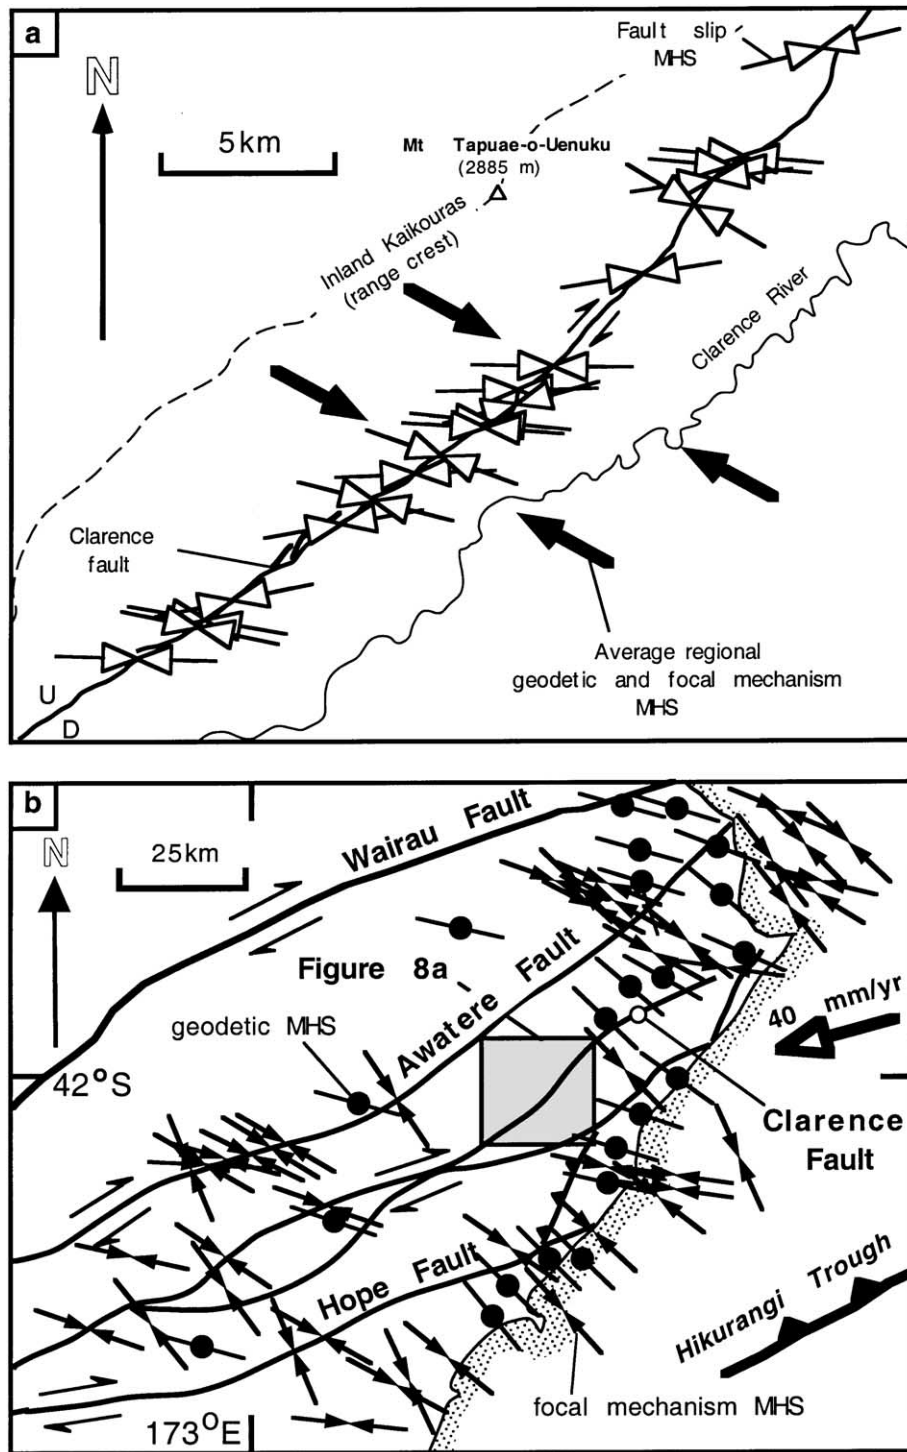 a
N
5km
Fault slip
MHS
Mt Tapuae-o-Uenuku
(2885 m)
Inland Kaikouras
(range crest)
Clarence River
Clarence
fault
U
D
Average regional
geodetic and focal mechanism
MHS
b
N
25km
Wairau Fault
Figure 8a
Awatere Fault
geodetic MHS
40 mm/yr
42°S
Clarence
Fault
Hope Fault
Hikurangi Trough
173°E
focal mechanism MHS